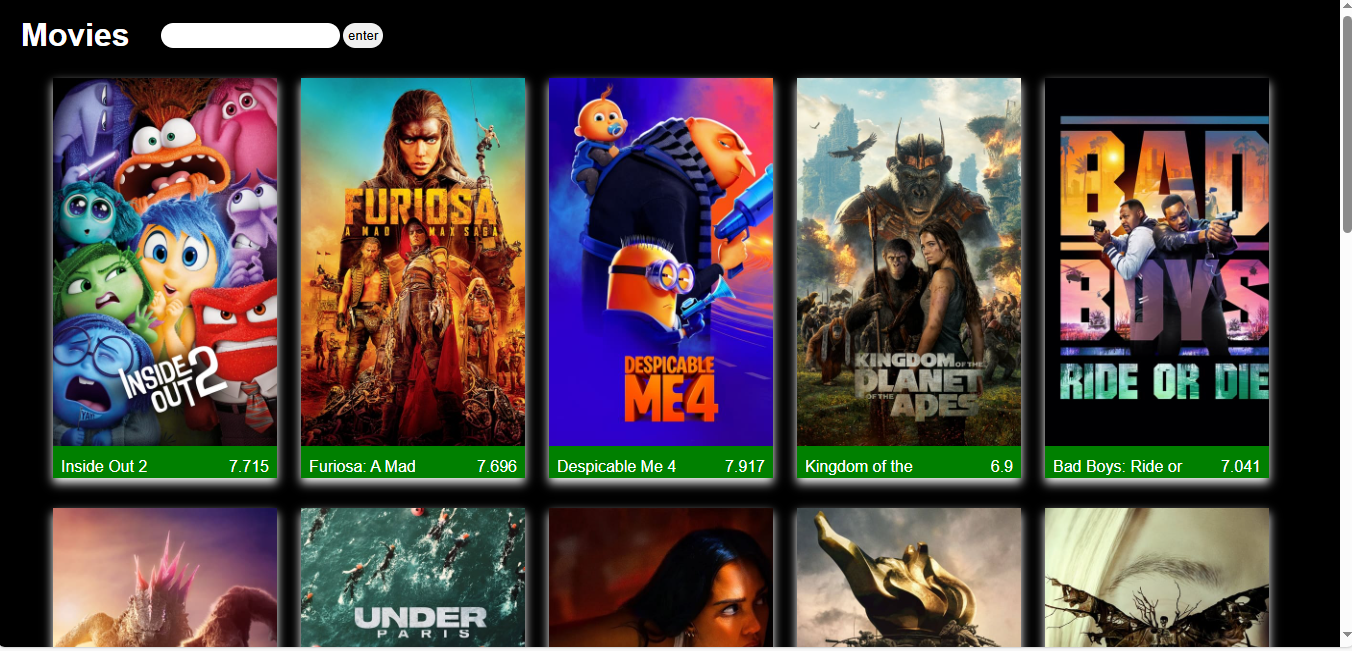 Movies
enter
INSIDE
OUT 2
FURIOSA
A MAD MAX SAGA
DESPICABLE
ME 4
KINGDOM OF THE
PLANET
OF THE
APES
BAD
BOYS
RIDE OR DIE
Inside Out 2 7.715
Furiosa: A Mad 7.696
Despicable Me 4 7.917
Kingdom of the 6.9
Bad Boys: Ride or 7.041
UNDER
PARIS